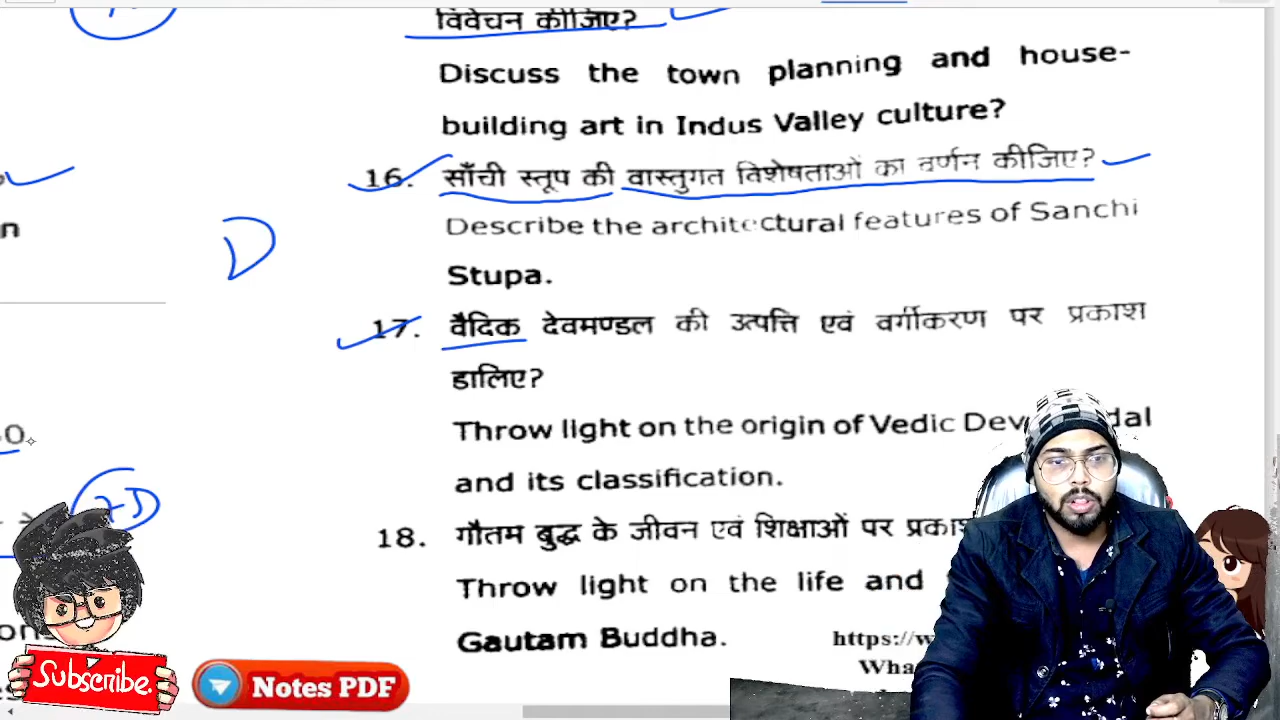 विवेचन कीजिए?
Discuss the town planning and house-
building art in Indus Valley culture?
16. साँची स्तूप की वास्तुगत विशेषताओं का वर्णन कीजिए?
Describe the architectural features of Sanchi
Stupa.
D
17. वैदिक देवमण्डल की उत्पत्ति एवं वर्गीकरण पर प्रकाश
डालिए?
Throw light on the origin of Vedic
and its classification.
18. गौतम बुद्ध के जीवन एवं शिक्षाओं पर
Throw light on the life and
Gautam Buddha.
Subscribe.
Notes PDF
https://w